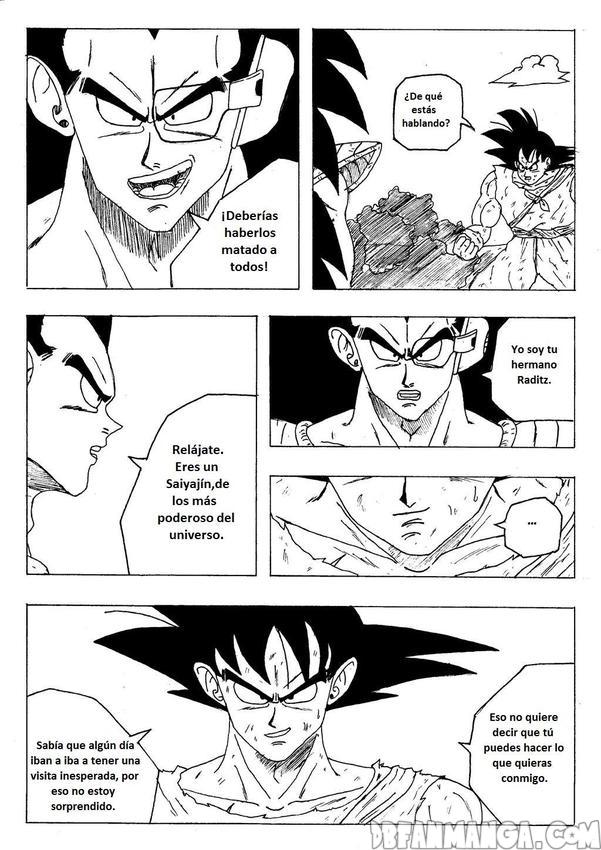 ¡Deberías
haberlos
matado a
todos!
¿De qué
estás
hablando?
Relájate.
Eres un
Saiyajín,de
los más
poderoso del
universo.
Yo soy tu
hermano
Raditz.
...
Sabía que algún día
iban a iba a tener una
visita inesperada, por
eso no estoy
sorprendido.
Eso no quiere
decir que tú
puedes hacer lo
que quieras
conmigo.
DBFANMANGA.COM